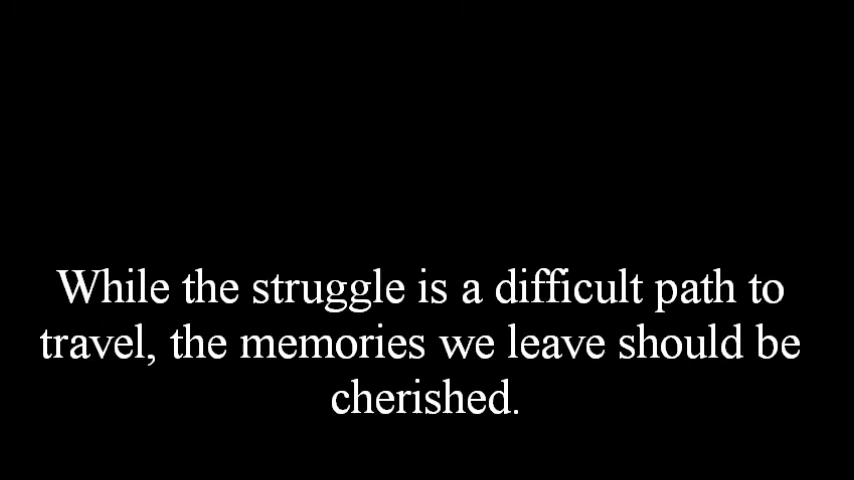 While the struggle is a difficult path to
travel, the memories we leave should be
cherished.